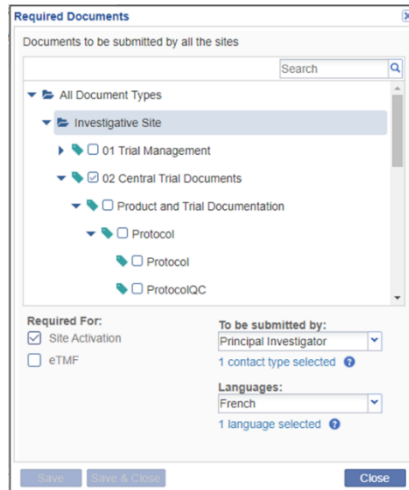 Required Documents
Documents to be submitted by all the sites
Search
All Document Types
Investigative Site
01 Trial Management
02 Central Trial Documents
Product and Trial Documentation
Protocol
Protocol
ProtocolQC
Required For:
Site Activation
eTMF
To be submitted by:
Principal Investigator
1 contact type selected ?
Languages:
French
1 language selected ?
Save
Save & Close
Close